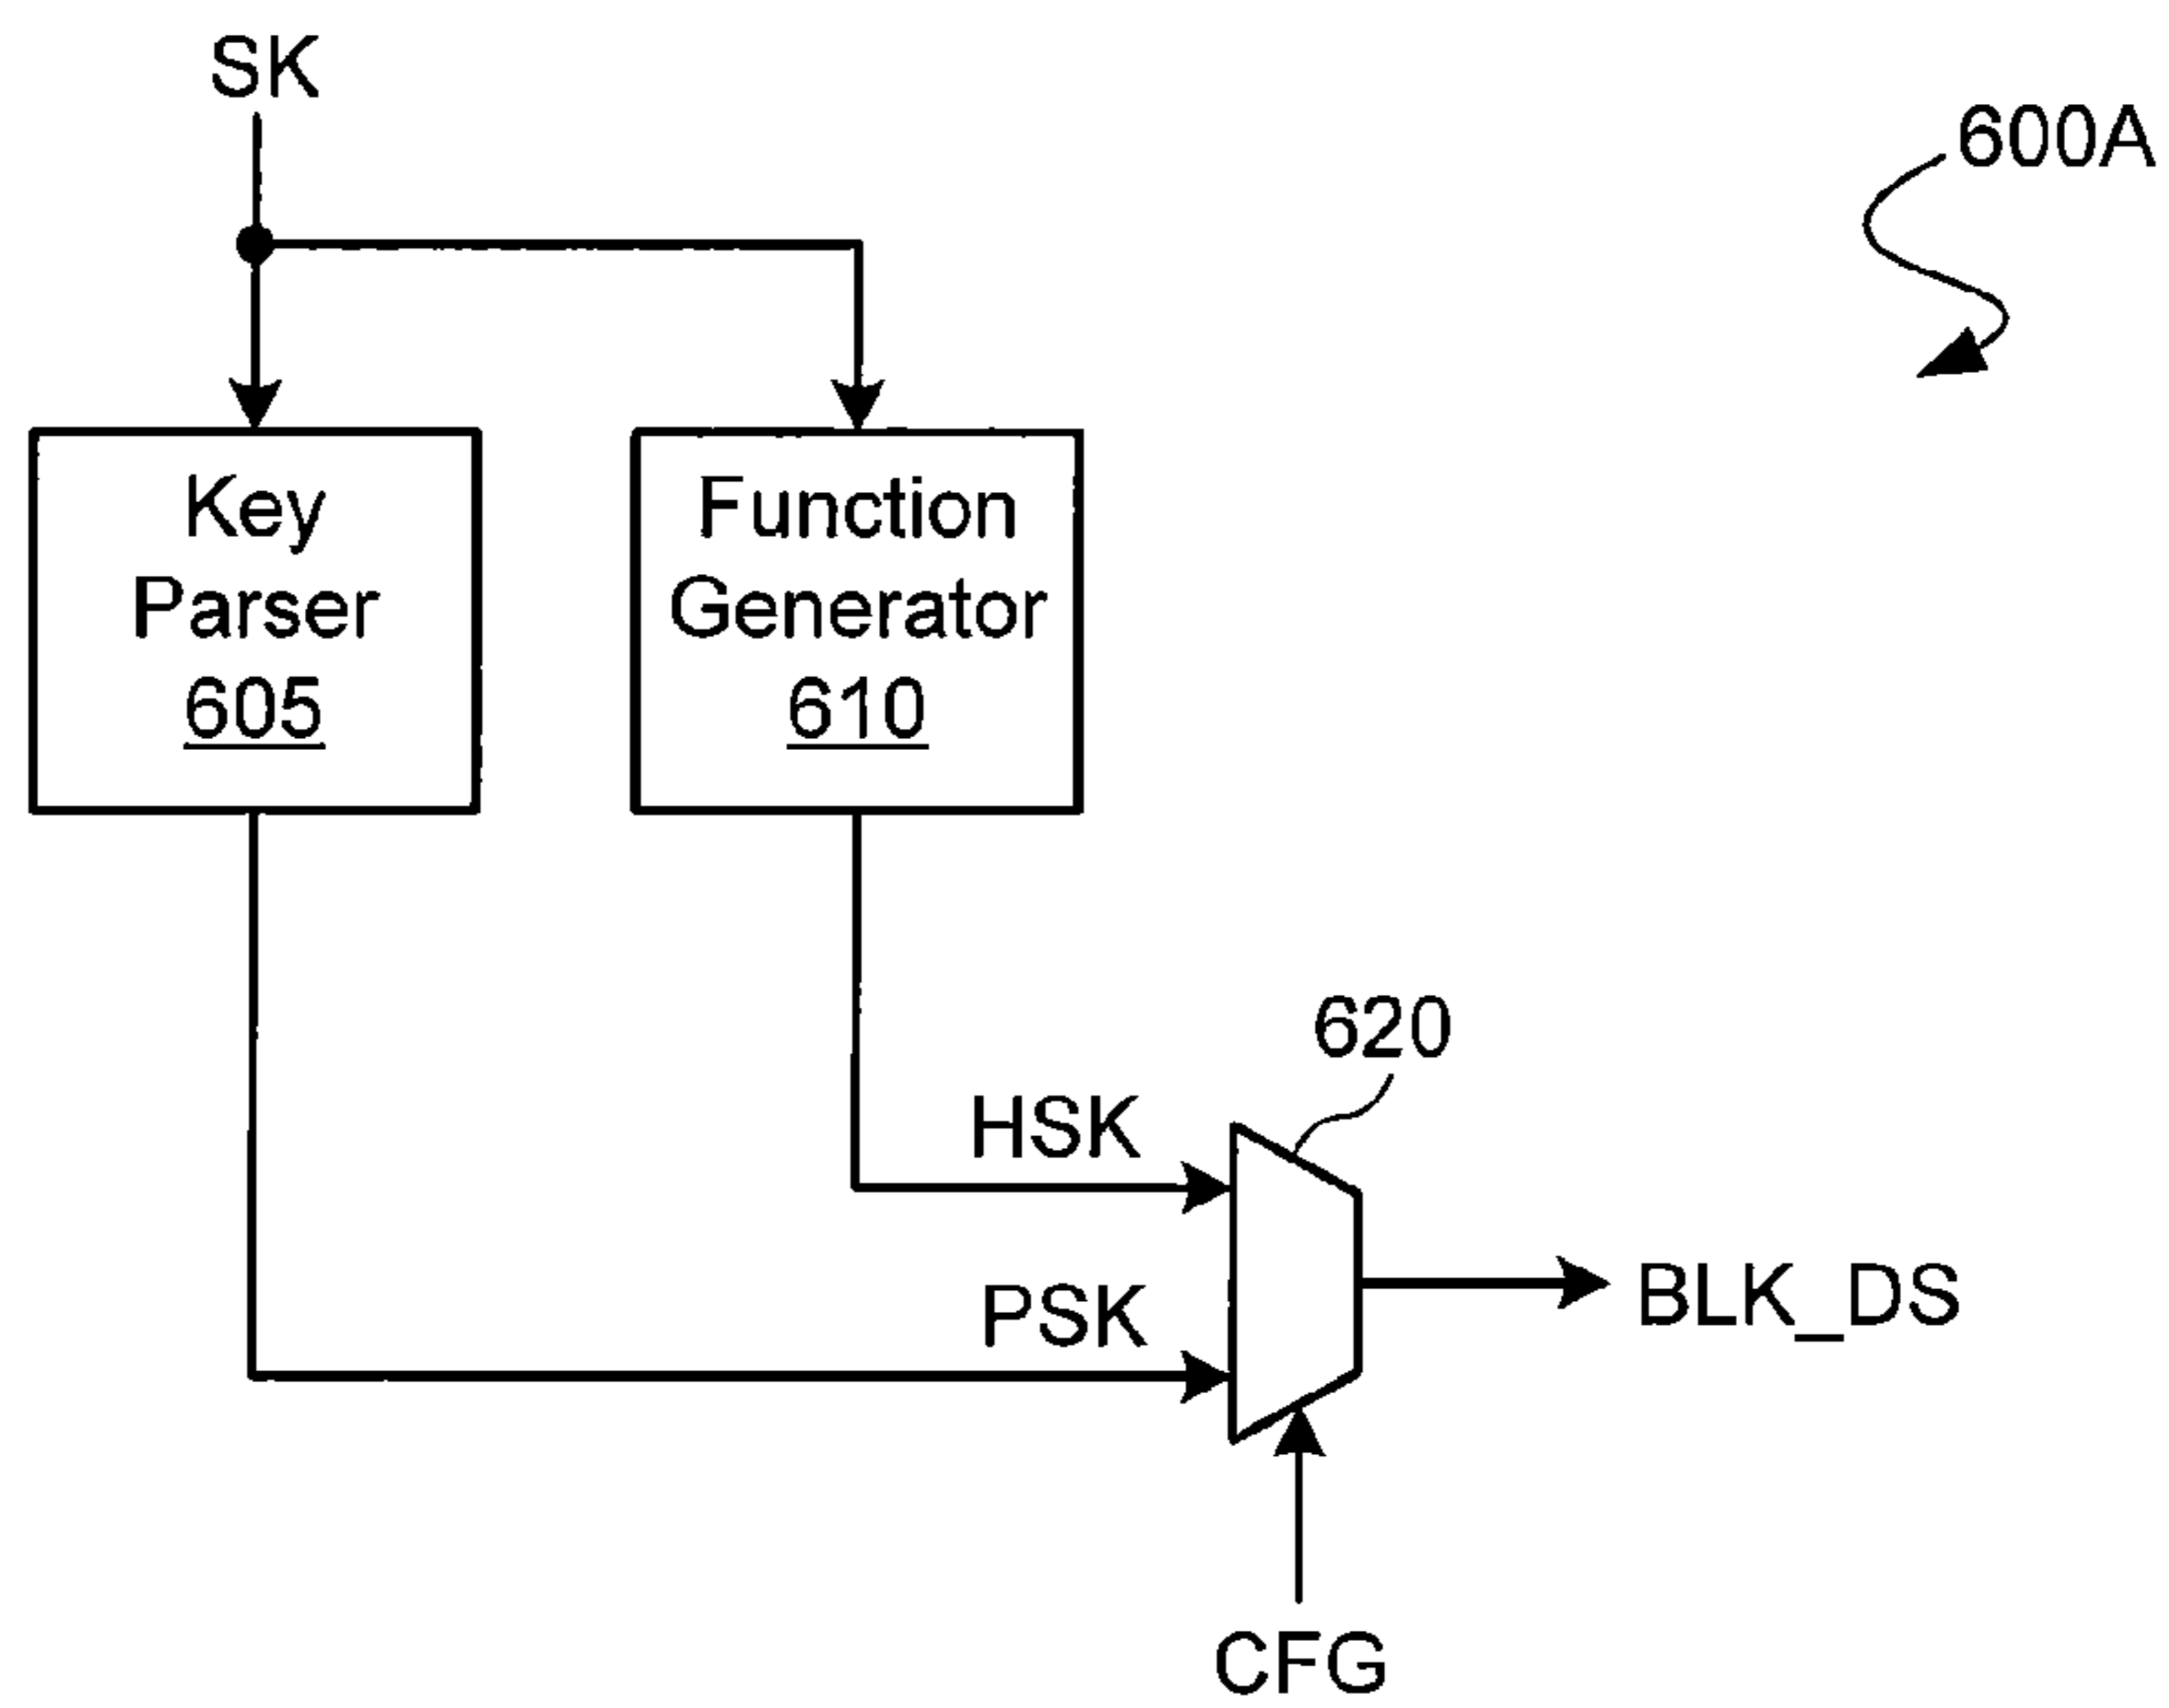 SK
600A
Key
Parser
605
Function
Generator
610
620
HSK
PSK
BLK_DS
CFG